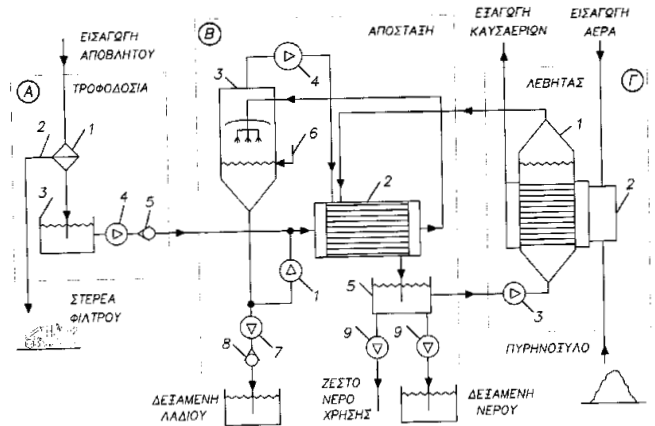 ΕΙΣΑΓΩΓΗ
ΑΠΟΒΛΗΤΟΥ
Α
ΤΡΟΦΟΔΟΣΙΑ
2
1
3
4
5
ΣΤΕΡΕΑ
ΦΙΛΤΡΟΥ
Β
ΑΠΟΣΤΑΞΗ
3
4
6
2
1
5
7
8
9
9
ΔΕΞΑΜΕΝΗ
ΛΑΔΙΟΥ
ΖΕΣΤΟ
ΝΕΡΟ
ΧΡΗΣΗΣ
ΔΕΞΑΜΕΝΗ
ΝΕΡΟΥ
ΕΞΑΓΩΓΗ
ΚΑΥΣΑΕΡΙΩΝ
ΕΙΣΑΓΩΓΗ
ΑΕΡΑ
ΛΕΒΗΤΑΣ
Γ
1
2
3
ΠΥΡΗΝΟΞΥΛΟ